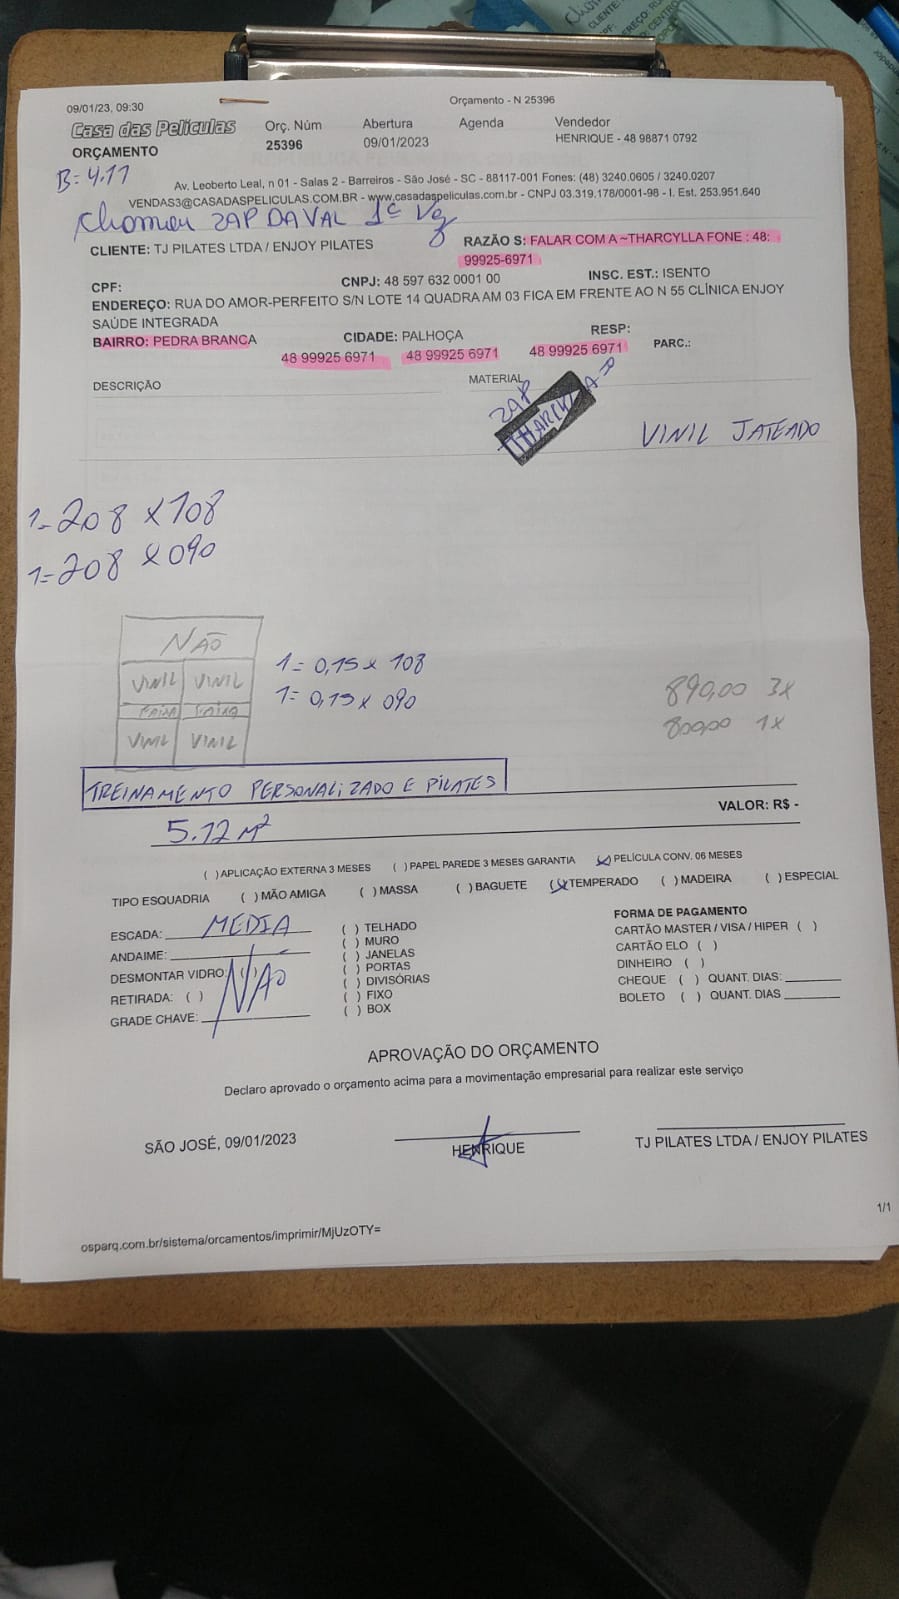 09/01/23, 09:30
Orçamento - N 25396
Casa das Películas
ORÇAMENTO
Orç. Núm
25396
Abertura
09/01/2023
Agenda
Vendedor
HENRIQUE - 48 98871 0792
B=4.11
Av. Leoberto Leal, n 01 - Salas 2 - Barreiros - São José - SC - 88117-001 Fones: (48) 3240.0605 / 3240.0207
VENDAS3@CASADASPELICULAS.COM.BR - www.casadaspeliculas.com.br - CNPJ 03.319.178/0001-98 - I. Est. 253.951.640
ZAP DA VAL 1ª Vez
CLIENTE: TJ PILATES LTDA / ENJOY PILATES
RAZÃO S: FALAR COM A ~THARCYLLA FONE : 48:
99925-6971
CPF:
CNPJ: 48 597 632 0001 00
INSC. EST.: ISENTO
ENDEREÇO: RUA DO AMOR-PERFEITO S/N LOTE 14 QUADRA AM 03 FICA EM FRENTE AO N 55 CLÍNICA ENJOY
SAÚDE INTEGRADA
BAIRRO: PEDRA BRANCA
CIDADE: PALHOÇA
RESP:
PARC.:
48 99925 6971
48 99925 6971
48 99925 6971
DESCRIÇÃO
MATERIAL
ZAP
VINIL JATEADO
1-208 x 108
1=208 x 090
NÃO
VINIL VINIL
FAIXA FAIXA
VINIL VINIL
1= 0,15 x 108
1= 0,15 x 090
890,00 3x
800,00 1x
TREINAMENTO PERSONALIZADO E PILATES
VALOR: R$ -
5.12 M²
( ) APLICAÇÃO EXTERNA 3 MESES ( ) PAPEL PAREDE 3 MESES GARANTIA (x) PELÍCULA CONV. 06 MESES
TIPO ESQUADRIA ( ) MÃO AMIGA ( ) MASSA ( ) BAGUETE (x) TEMPERADO ( ) MADEIRA ( ) ESPECIAL
ESCADA: MEDIA
ANDAIME:
DESMONTAR VIDRO: ( )
NÃO
RETIRADA: ( )
GRADE CHAVE:
( ) TELHADO
( ) MURO
( ) JANELAS
( ) PORTAS
( ) DIVISÓRIAS
( ) FIXO
( ) BOX
FORMA DE PAGAMENTO
CARTÃO MASTER / VISA / HIPER ( )
CARTÃO ELO ( )
DINHEIRO ( )
CHEQUE ( ) QUANT. DIAS:
BOLETO ( ) QUANT. DIAS
APROVAÇÃO DO ORÇAMENTO
Declaro aprovado o orçamento acima para a movimentação empresarial para realizar este serviço
SÃO JOSÉ, 09/01/2023
HENRIQUE
TJ PILATES LTDA / ENJOY PILATES
1/1
osparq.com.br/sistema/orcamentos/imprimir/MjUzOTY=